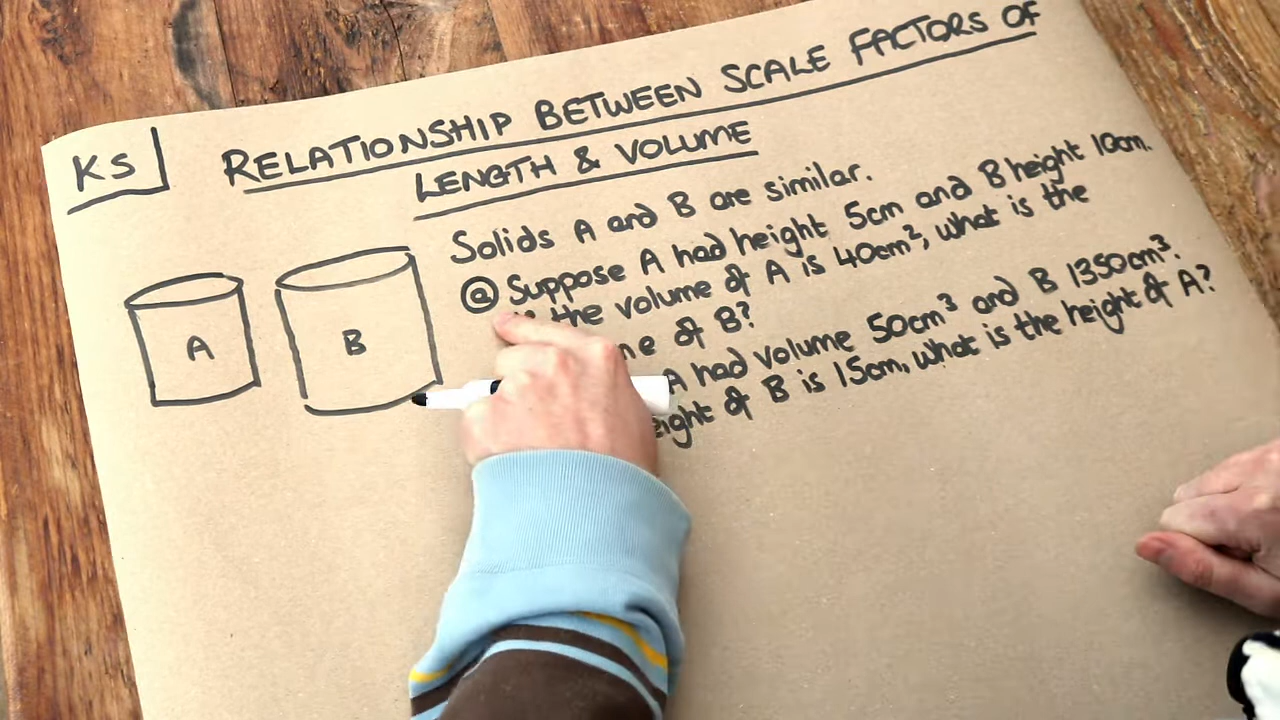 KS
RELATIONSHIP BETWEEN SCALE FACTORS OF
LENGTH & VOLUME
Solids A and B are similar.
ⓐ Suppose A had height 5cm and B height 10cm.
the volume of A is 40cm², what is the
of B?
A had volume 50cm³ and B 1350cm³.
of B is 15cm, what is the height of A?
A
B